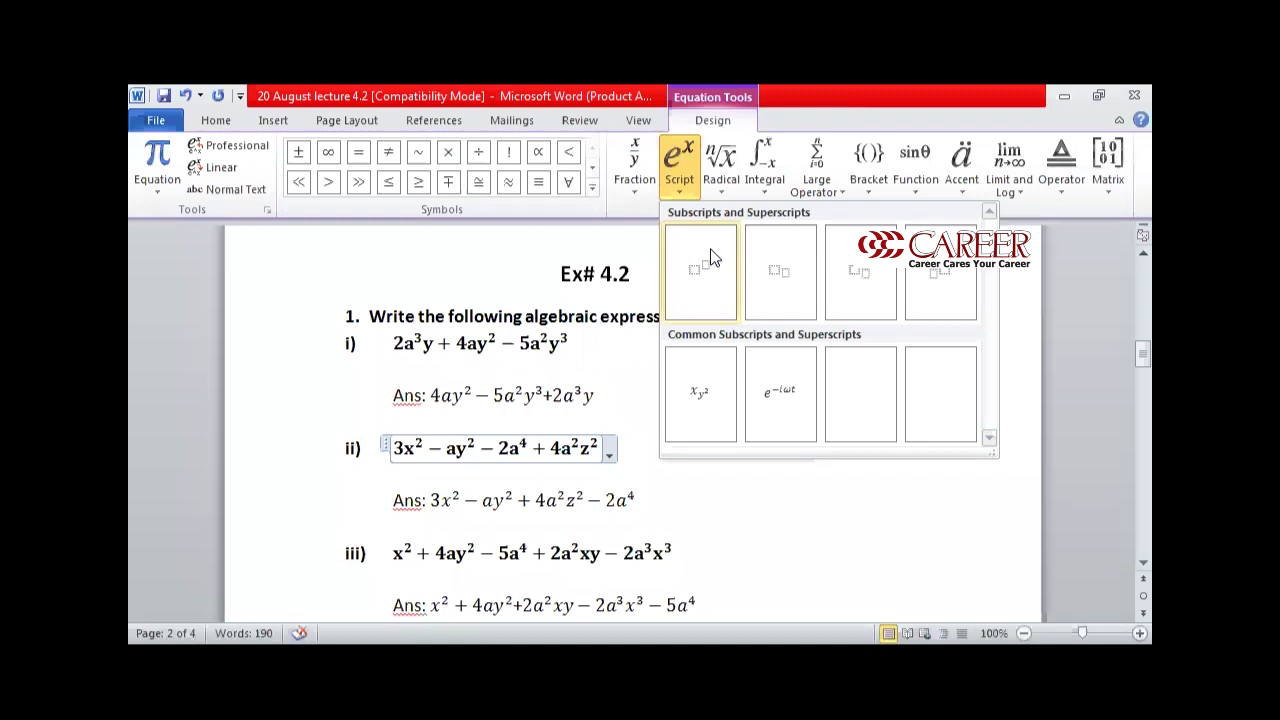 20 August lecture 4.2 [Compatibility Mode] - Microsoft Word (Product A...
Equation Tools
File Home Insert Page Layout References Mailings Review View Design
π Equation
Professional
Linear
abc Normal Text
Tools
± ∞ = ≠ ~ × ÷ ! ∝ <
≪ > ≫ ≤ ≥ ∓ ≅ ≈ ≡ ∀
Symbols
x/y Fraction
eˣ Script
ⁿ√x Radical
Integral
Large Operator
{()} Bracket
sinθ Function
ä Accent
lim n→∞ Limit and Log
Operator
Matrix
Subscripts and Superscripts
CAREER
Career Cares Your Career
Common Subscripts and Superscripts
x_y² e^−iωt
Ex# 4.2
1. Write the following algebraic express
i) 2a³y + 4ay² − 5a²y³
Ans: 4ay² − 5a²y³+2a³y
ii) 3x² − ay² − 2a⁴ + 4a²z²
Ans: 3x² − ay² + 4a²z² − 2a⁴
iii) x² + 4ay² − 5a⁴ + 2a²xy − 2a³x³
Ans: x² + 4ay²+2a²xy − 2a³x³ − 5a⁴
Page: 2 of 4 Words: 190 100%